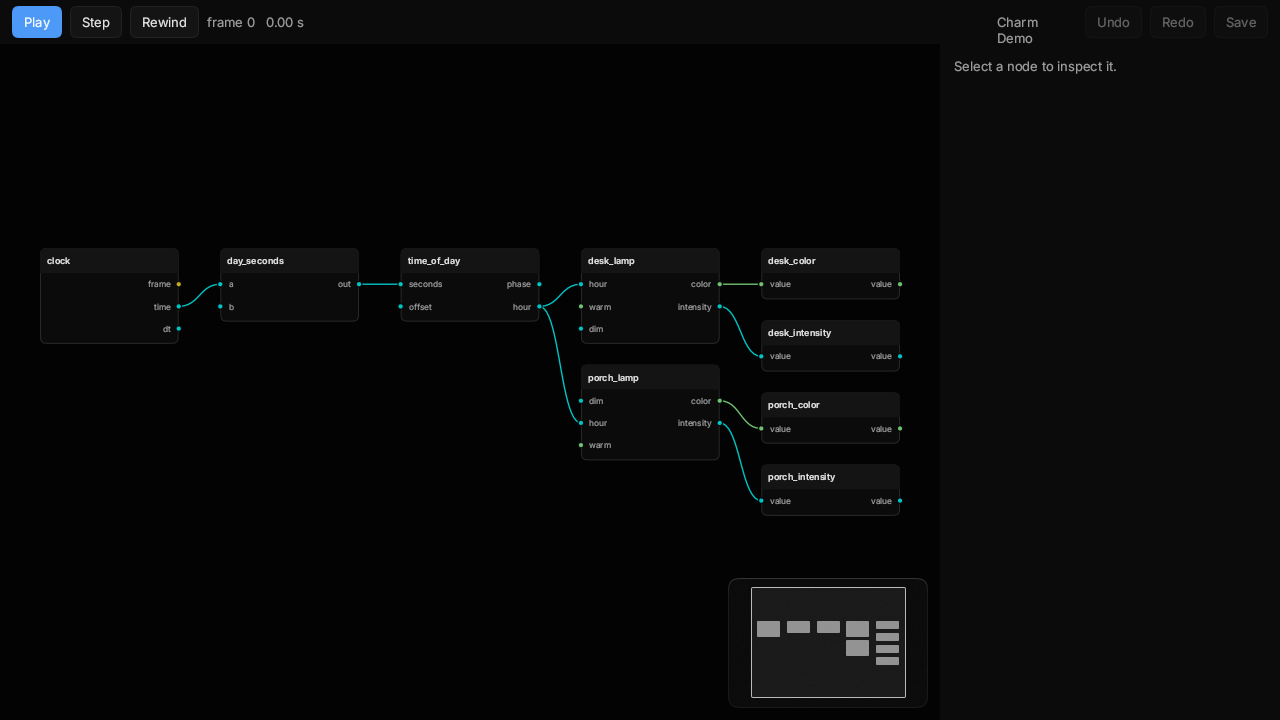 Play Step Rewind frame 0 0.00 s
Charm
Demo
Undo Redo Save
Select a node to inspect it.
clock
frame
time
dt
day_seconds
a out
b
time_of_day
seconds phase
offset hour
desk_lamp
hour color
warm intensity
dim
porch_lamp
dim color
hour intensity
warm
desk_color
value value
desk_intensity
value value
porch_color
value value
porch_intensity
value value